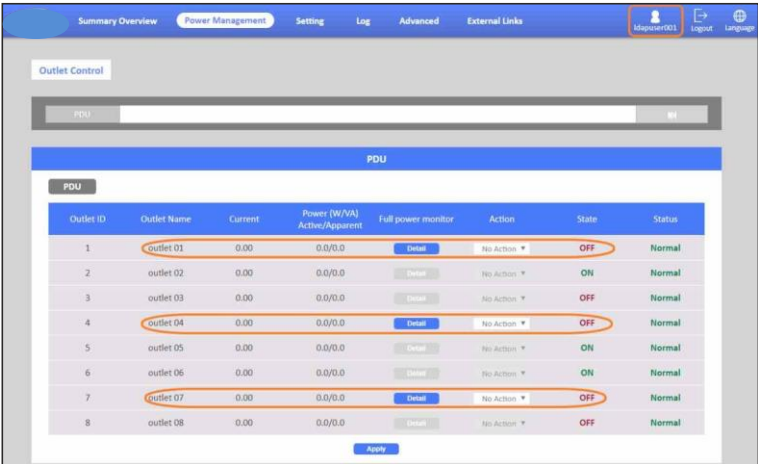 Summary Overview Power Management Setting Log Advanced External Links ldapuser001 Logout Language
Outlet Control
PDU
PDU
PDU
Outlet ID Outlet Name Current Power (W/VA) Active/Apparent Full power monitor Action State Status
1 outlet 01 0.00 0.0/0.0 Detail No Action OFF Normal
2 outlet 02 0.00 0.0/0.0 Detail No Action ON Normal
3 outlet 03 0.00 0.0/0.0 Detail No Action OFF Normal
4 outlet 04 0.00 0.0/0.0 Detail No Action OFF Normal
5 outlet 05 0.00 0.0/0.0 Detail No Action ON Normal
6 outlet 06 0.00 0.0/0.0 Detail No Action ON Normal
7 outlet 07 0.00 0.0/0.0 Detail No Action OFF Normal
8 outlet 08 0.00 0.0/0.0 Detail No Action OFF Normal
Apply